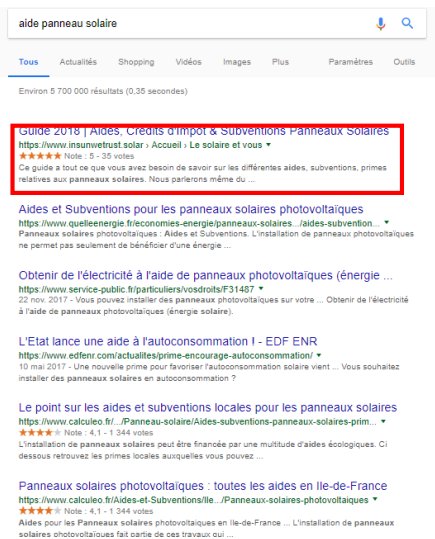 aide panneau solaire
Tous Actualités Shopping Vidéos Images Plus Paramètres Outils
Environ 5 700 000 résultats (0,35 secondes)
Guide 2018 | Aides, Crédits d'Impôt & Subventions Panneaux Solaires
https://www.insunwetrust.solar › Accueil › Le solaire et vous ▼
★★★★★ Note : 5 - 35 votes
Ce guide a tout ce que vous avez besoin de savoir sur les différentes aides, subventions, primes
relatives aux panneaux solaires. Nous parlerons même du ...
Aides et Subventions pour les panneaux solaires photovoltaïques
https://www.quelleenergie.fr/economies-energie/panneaux-solaires.../aides-subvention... ▼
Panneaux solaires photovoltaïques : Aides et Subventions. L'installation de panneaux photovoltaïques
ne permet pas seulement de bénéficier d'une énergie ...
Obtenir de l'électricité à l'aide de panneaux photovoltaïques (énergie ...
https://www.service-public.fr/particuliers/vosdroits/F31487 ▼
22 nov. 2017 - Vous pouvez installer des panneaux photovoltaïques sur votre ... Obtenir de l'électricité
à l'aide de panneaux photovoltaïques (énergie solaire).
L'Etat lance une aide à l'autoconsommation ! - EDF ENR
https://www.edfenr.com/actualites/prime-encourage-autoconsommation/ ▼
10 mai 2017 - Une nouvelle prime pour favoriser l'autoconsommation solaire vient ... Vous souhaitez
installer des panneaux solaires en autoconsommation ?
Le point sur les aides et subventions locales pour les panneaux solaires
https://www.calculeo.fr/.../Panneau-solaire/Aides-subventions-panneaux-solaires-prim... ▼
★★★★★ Note : 4,1 - 1 344 votes
L'installation de panneaux solaires peut être financée par une multitude d'aides écologiques. Ci
dessous retrouvez les primes locales auxquelles vous pouvez ...
Panneaux solaires photovoltaïques : toutes les aides en Ile-de-France
https://www.calculeo.fr/Aides-et-Subventions/Ile.../Panneaux-solaires-photovoltaiques ▼
★★★★★ Note : 4,1 - 1 344 votes
Aides pour les Panneaux solaires photovoltaiques en Ile-de-France ... L'installation de panneaux
solaires photovoltaïques fait partie de ces travaux qui ...